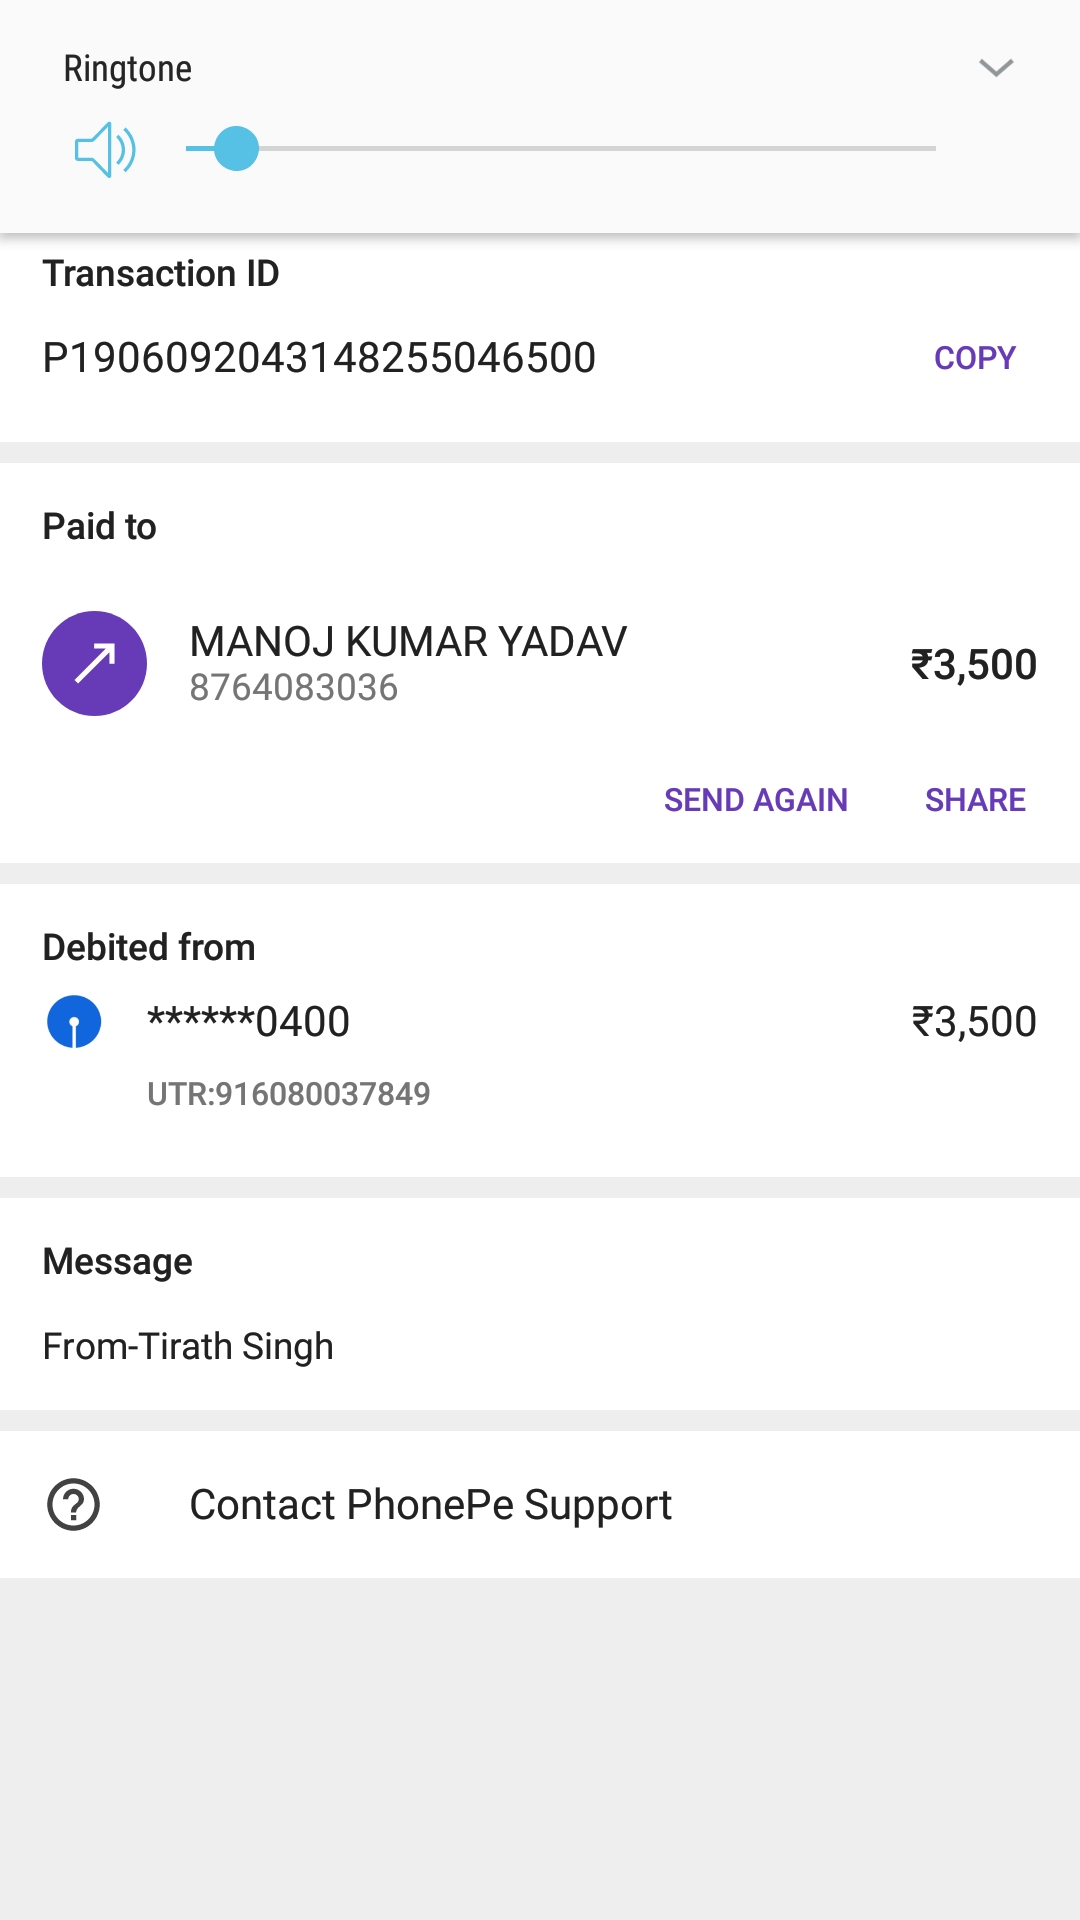 Ringtone
Transaction ID
P1906092043148255046500
COPY
Paid to
MANOJ KUMAR YADAV
8764083036
₹3,500
SEND AGAIN
SHARE
Debited from
******0400
₹3,500
UTR:916080037849
Message
From-Tirath Singh
Contact PhonePe Support